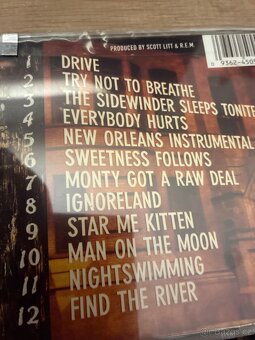 PRODUCED BY SCOTT LITT & R.E.M.
9362-450
1 DRIVE
2 TRY NOT TO BREATHE
3 THE SIDEWINDER SLEEPS TONITE
4 EVERYBODY HURTS
5 NEW ORLEANS INSTRUMENTAL
6 SWEETNESS FOLLOWS
7 MONTY GOT A RAW DEAL
8 IGNORELAND
9 STAR ME KITTEN
10 MAN ON THE MOON
11 NIGHTSWIMMING
12 FIND THE RIVER